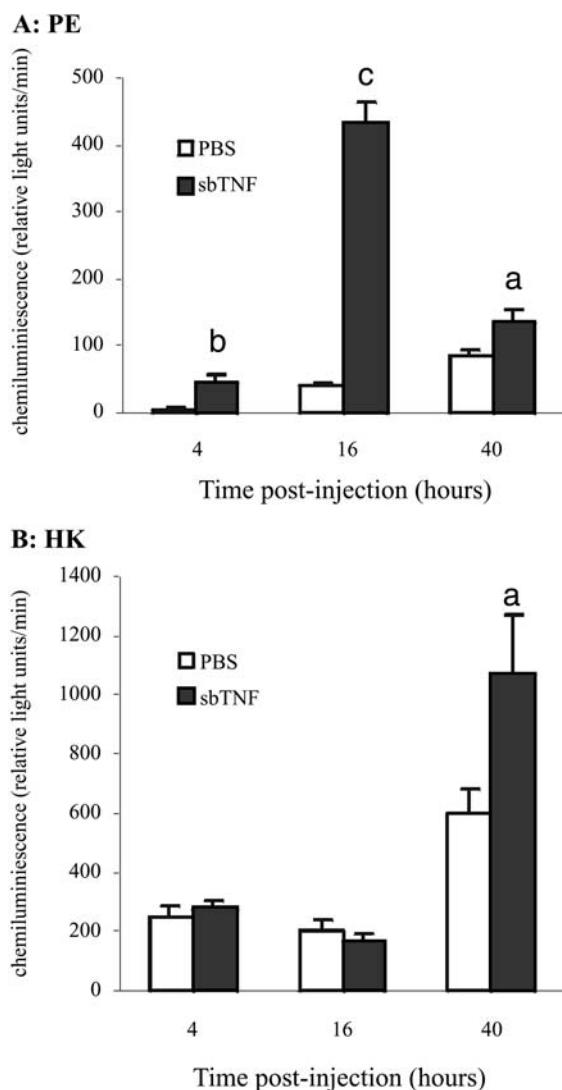 A: PE
chemiluminiescence (relative light units/min)
500
400
300
200
100
0
PBS
sbTNF
b
c
a
4 16 40
Time post-injection (hours)
B: HK
chemiluminiescence (relative light units/min)
1400
1200
1000
800
600
400
200
0
PBS
sbTNF
a
4 16 40
Time post-injection (hours)